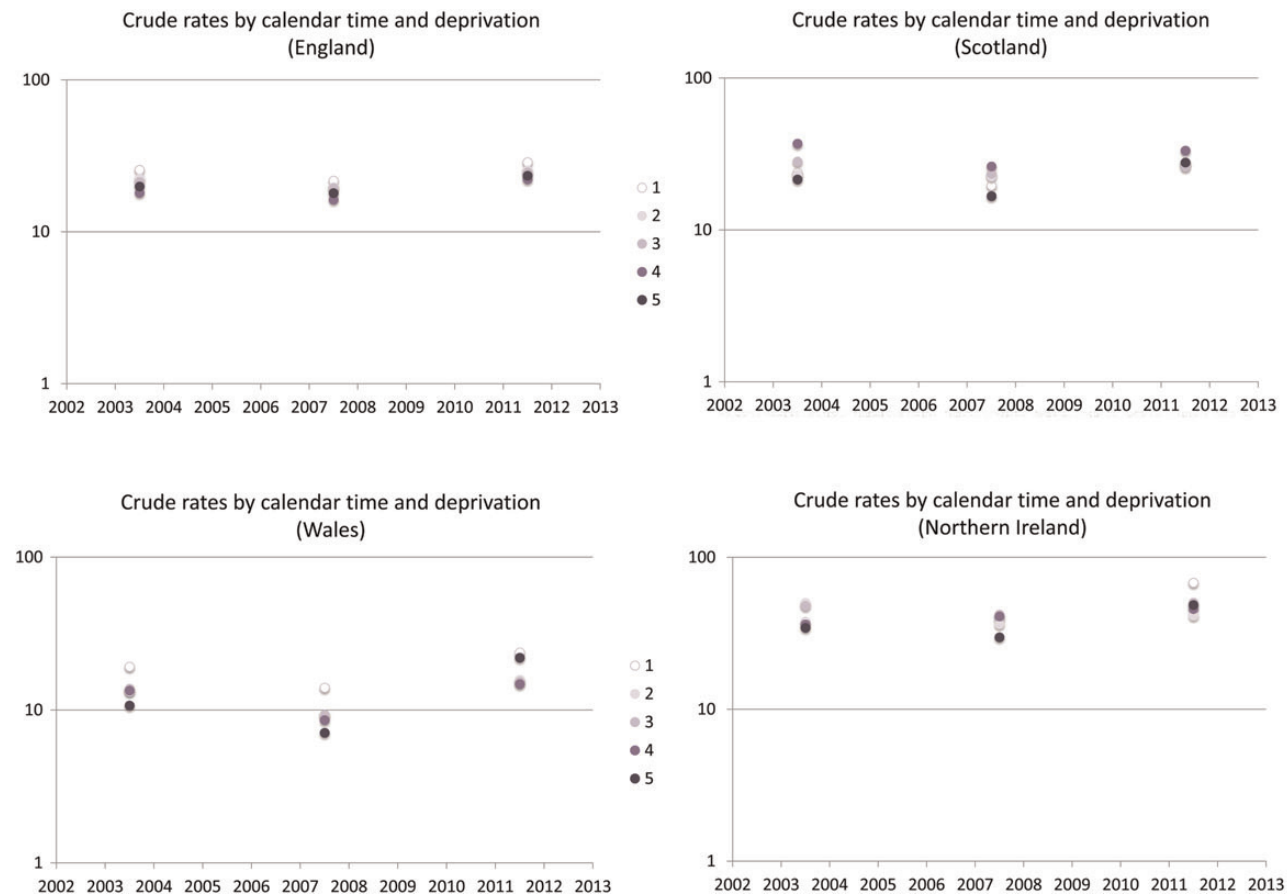 Crude rates by calendar time and deprivation
(England)
100
10
1
2002 2003 2004 2005 2006 2007 2008 2009 2010 2011 2012 2013
1
2
3
4
5
Crude rates by calendar time and deprivation
(Scotland)
100
10
1
2002 2003 2004 2005 2006 2007 2008 2009 2010 2011 2012 2013
Crude rates by calendar time and deprivation
(Wales)
100
10
1
2002 2003 2004 2005 2006 2007 2008 2009 2010 2011 2012 2013
1
2
3
4
5
Crude rates by calendar time and deprivation
(Northern Ireland)
100
10
1
2002 2003 2004 2005 2006 2007 2008 2009 2010 2011 2012 2013